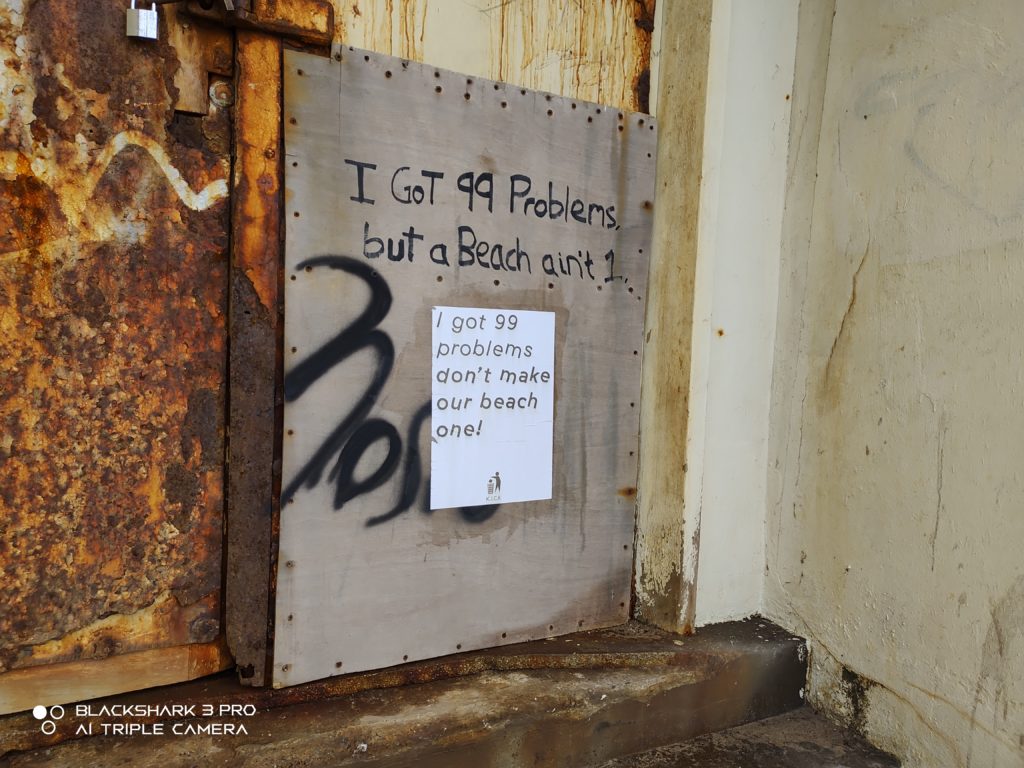 I GoT 99 Problems,
but a Beach ain't 1.
I got 99
problems
don't make
our beach
one!
BLACKSHARK 3 PRO
AI TRIPLE CAMERA